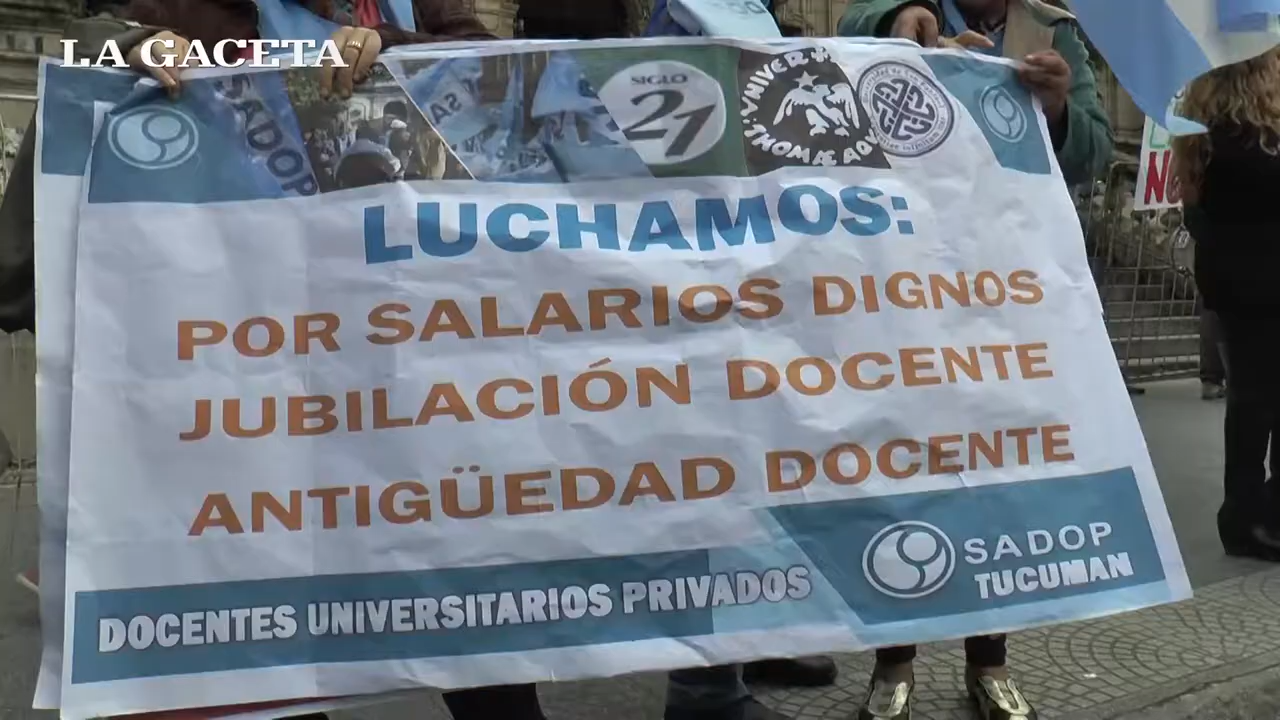 LA GACETA
SADOP
SIGLO
21
LUCHAMOS:
POR SALARIOS DIGNOS
JUBILACIÓN DOCENTE
ANTIGÜEDAD DOCENTE
DOCENTES UNIVERSITARIOS PRIVADOS
SADOP
TUCUMAN